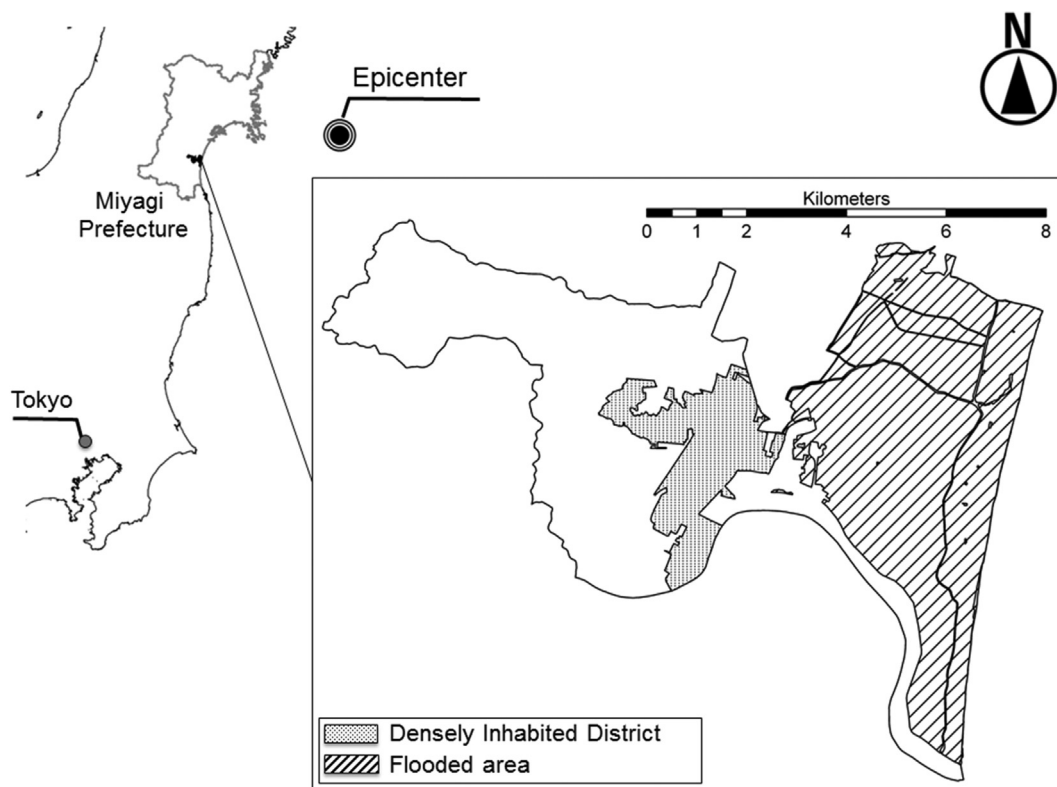 N
Epicenter
Miyagi
Prefecture
Kilometers
0 1 2 4 6 8
Tokyo
Densely Inhabited District
Flooded area